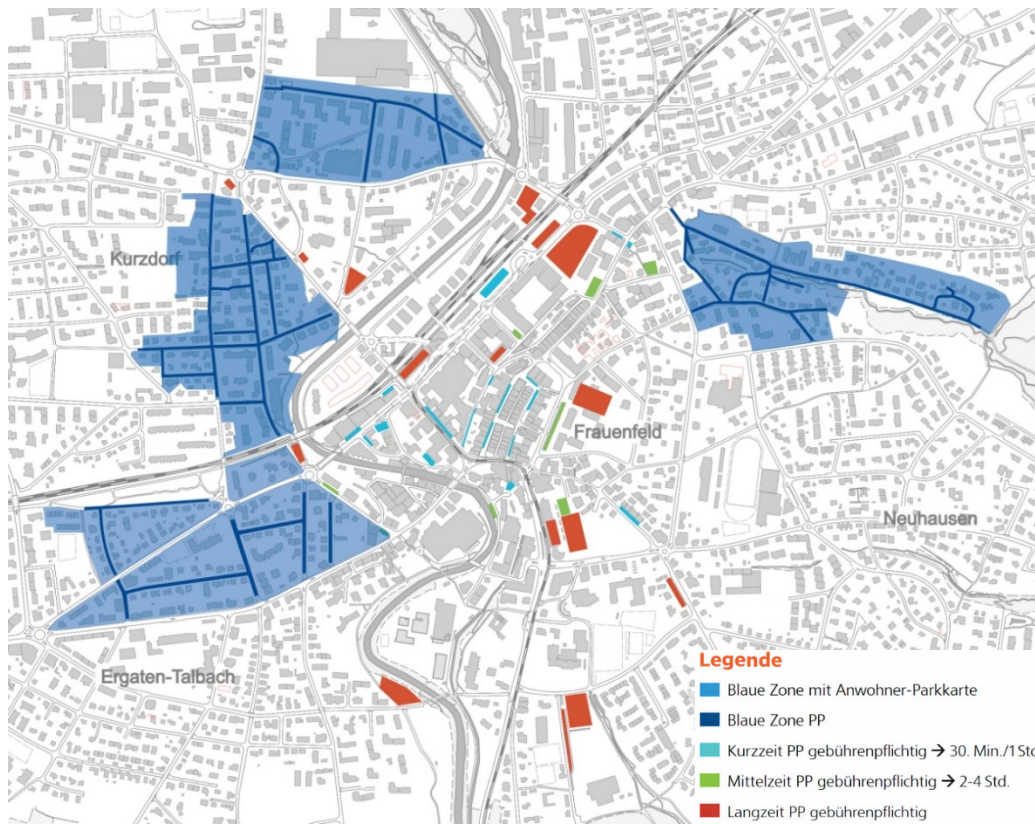 Kurzdorf
Frauenfeld
Neuhausen
Ergaten-Talbach
Legende
Blaue Zone mit Anwohner-Parkkarte
Blaue Zone PP
Kurzzeit PP gebührenpflichtig → 30. Min./1Std
Mittelzeit PP gebührenpflichtig → 2-4 Std.
Langzeit PP gebührenpflichtig